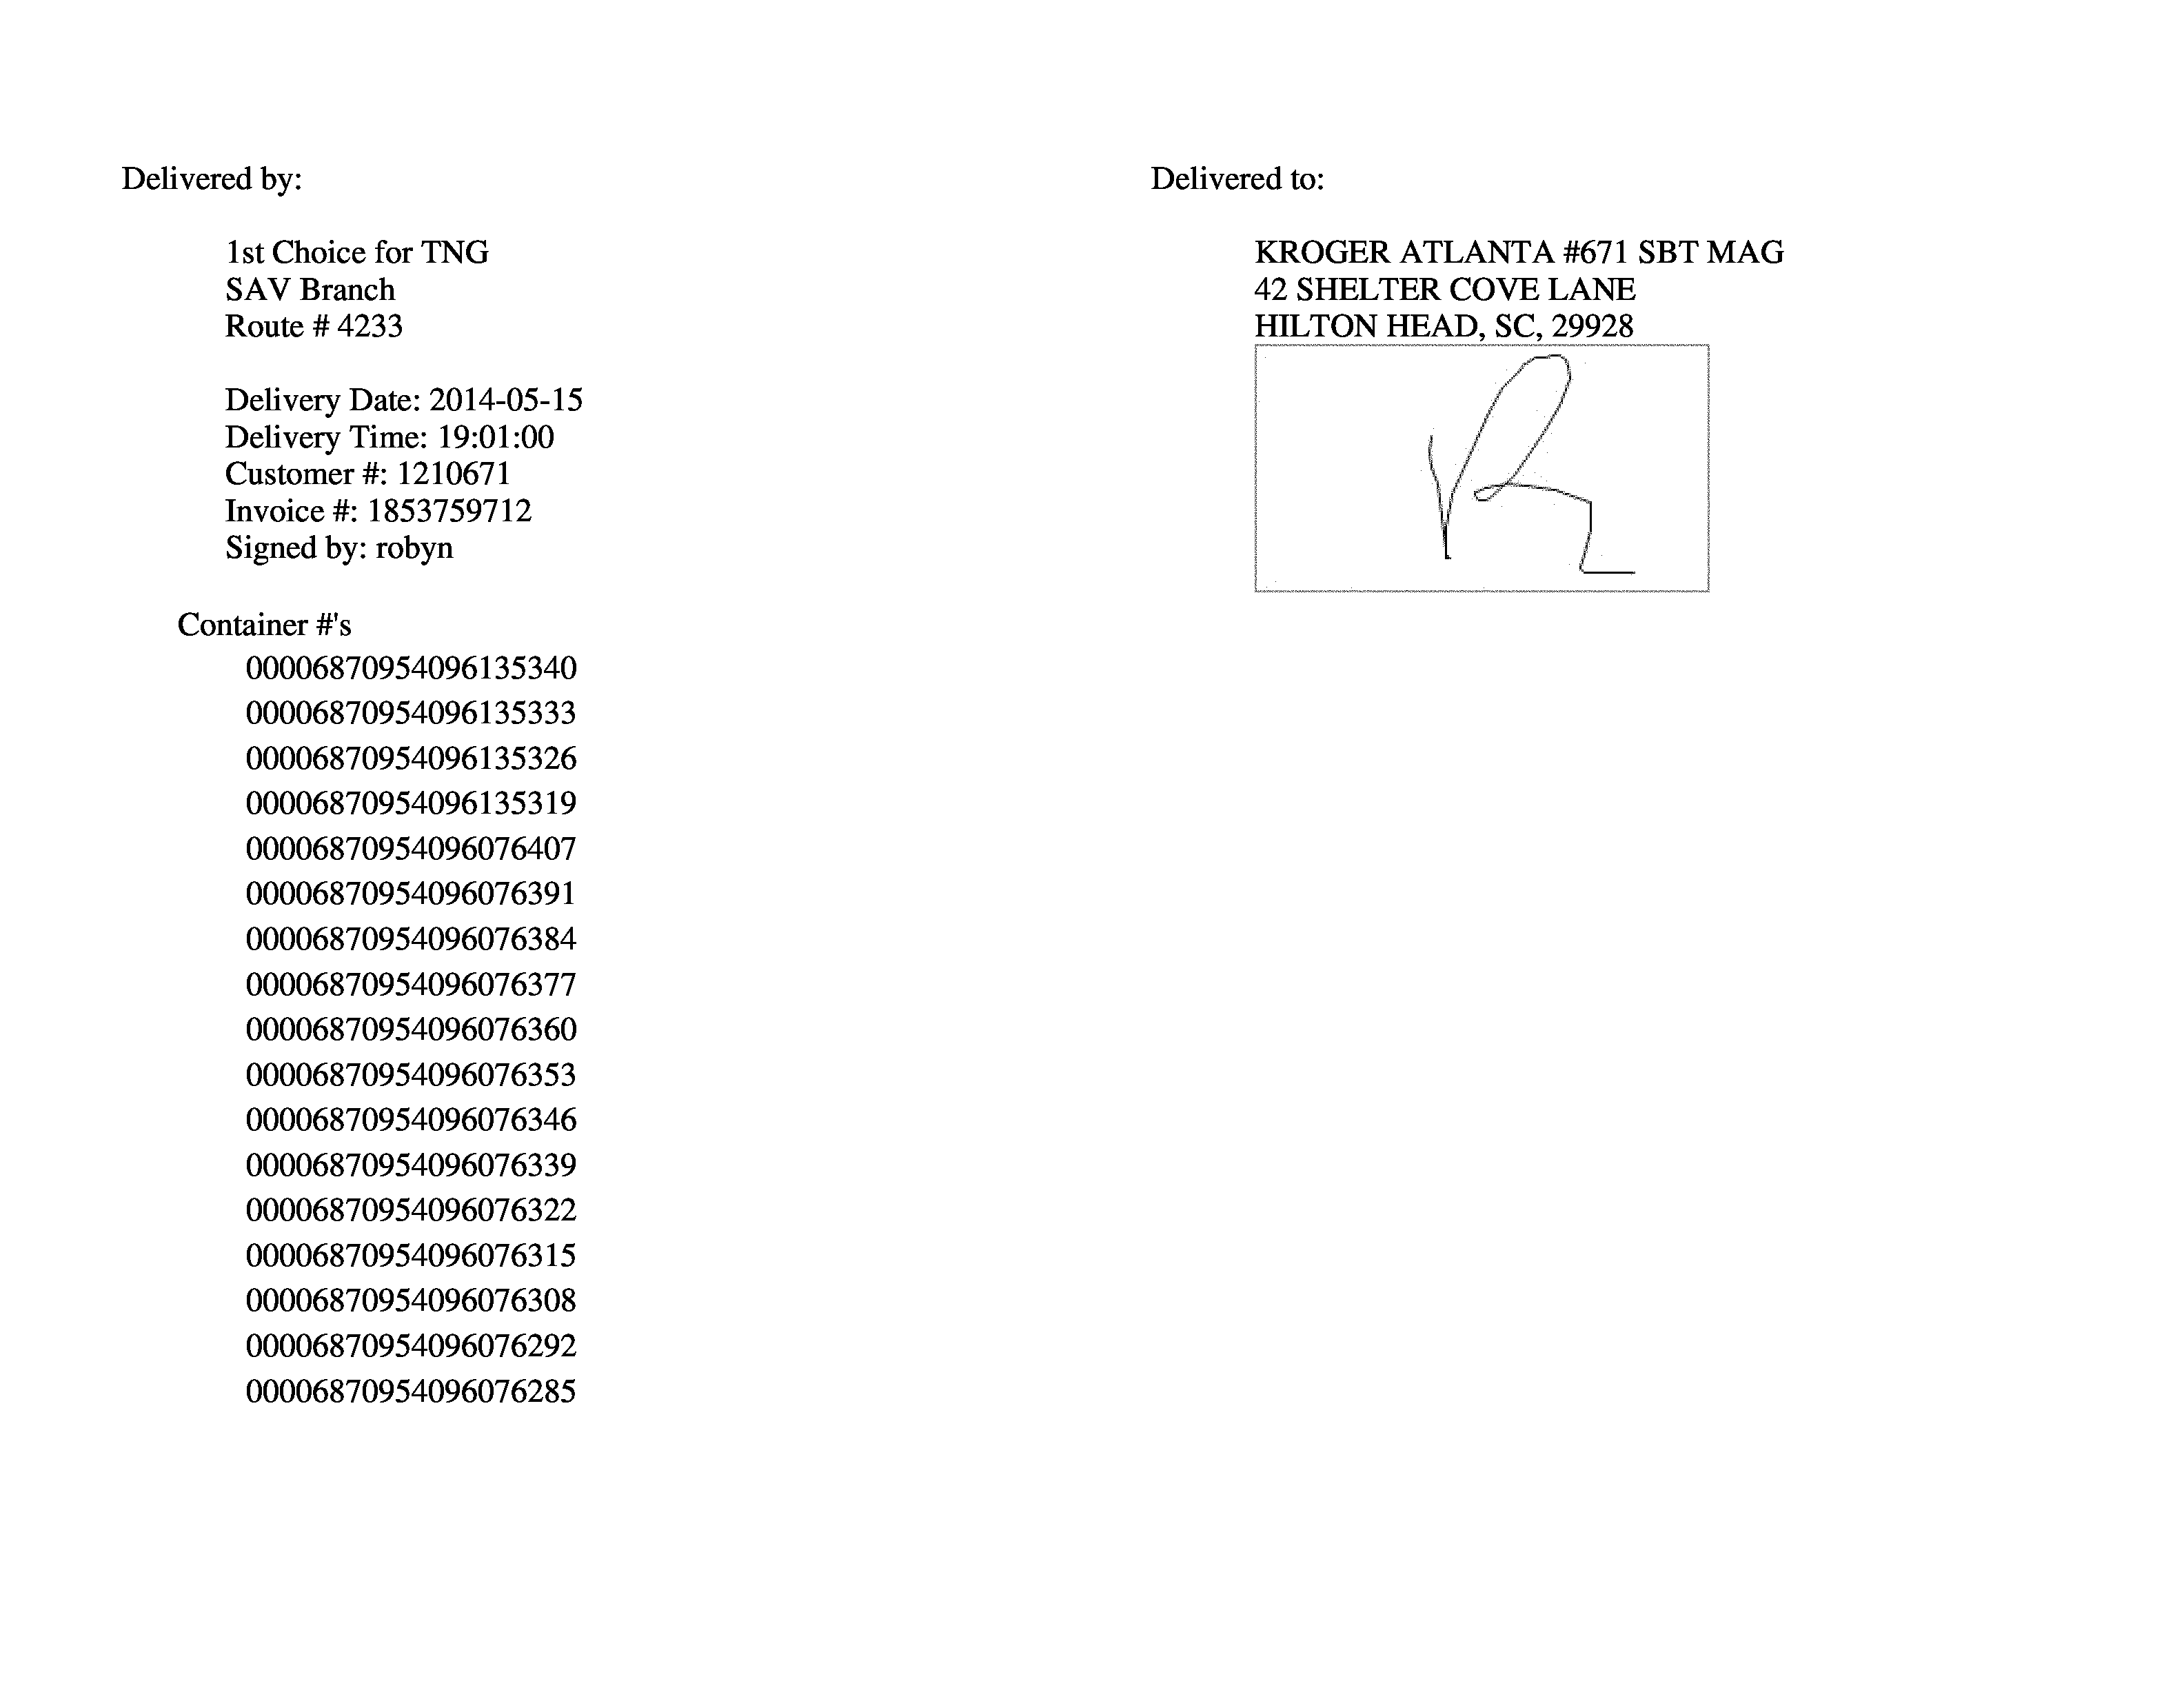 Delivered by:
1st Choice for TNG
SAV Branch
Route # 4233
Delivery Date: 2014-05-15
Delivery Time: 19:01:00
Customer #: 1210671
Invoice #: 1853759712
Signed by: robyn
Delivered to:
KROGER ATLANTA #671 SBT MAG
42 SHELTER COVE LANE
HILTON HEAD, SC, 29928
Container #'s
00006870954096135340
00006870954096135333
00006870954096135326
00006870954096135319
00006870954096076407
00006870954096076391
00006870954096076384
00006870954096076377
00006870954096076360
00006870954096076353
00006870954096076346
00006870954096076339
00006870954096076322
00006870954096076315
00006870954096076308
00006870954096076292
00006870954096076285